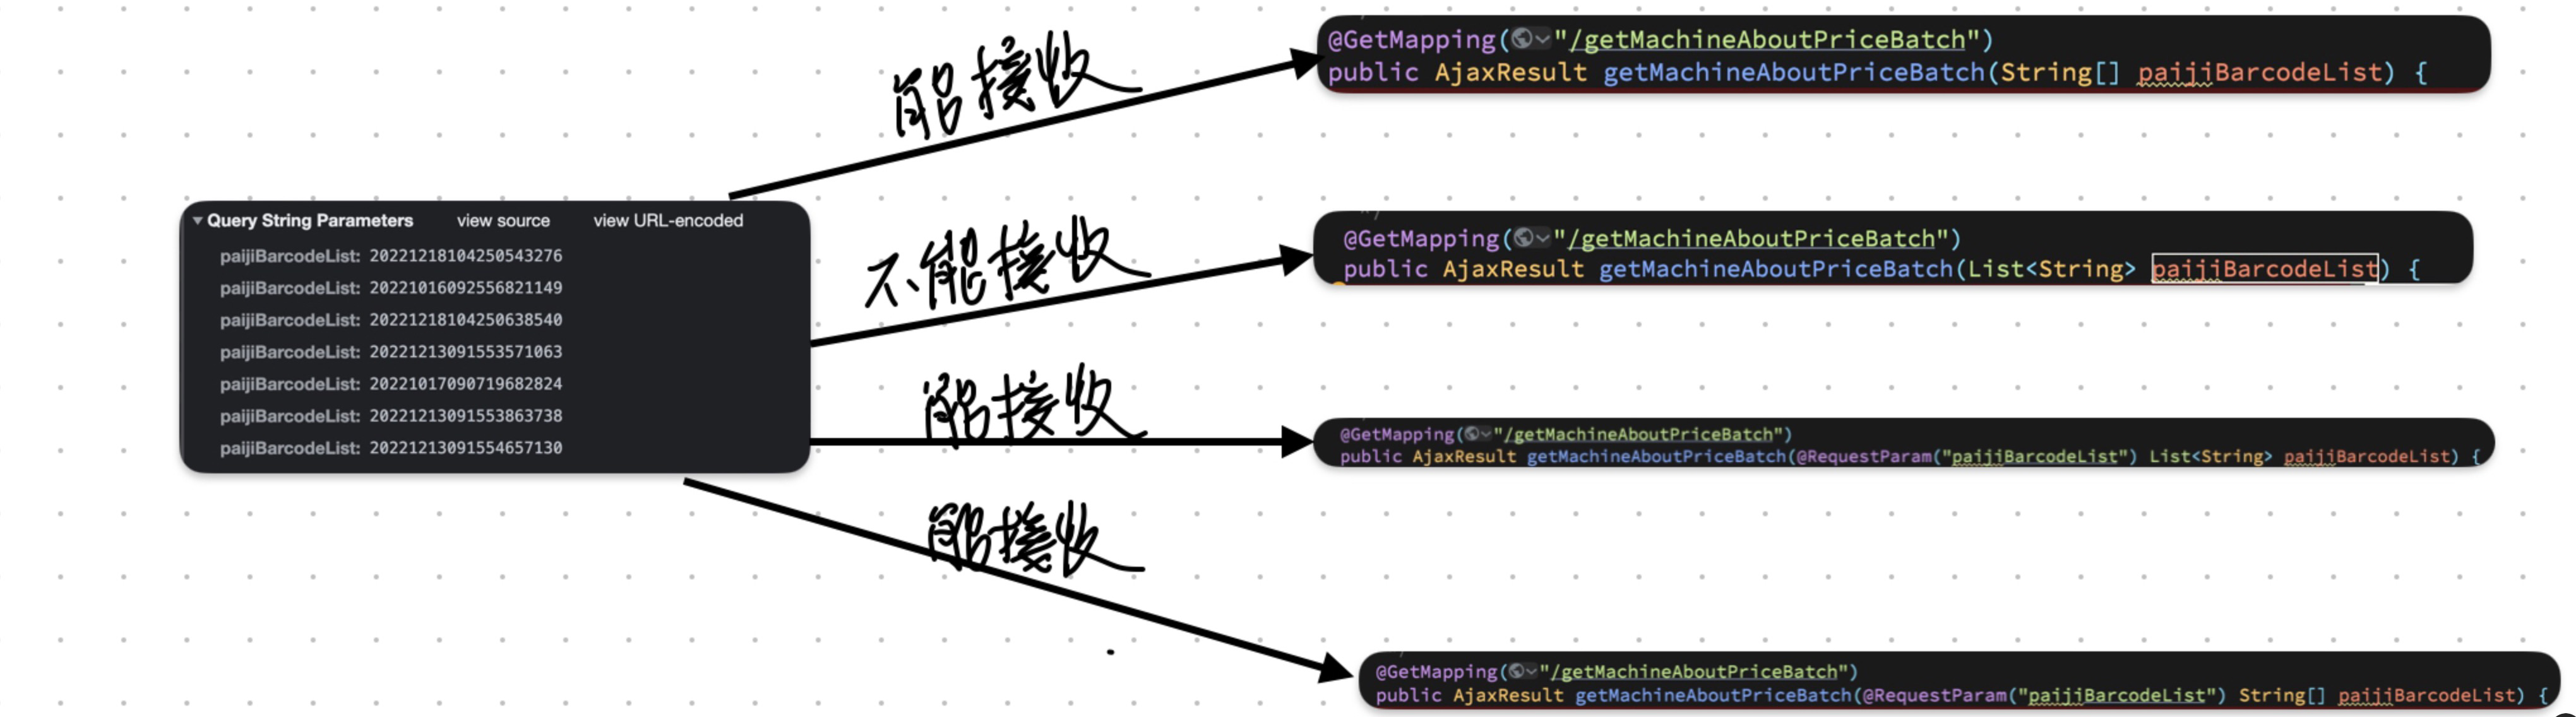 能接收
@GetMapping("/getMachineAboutPriceBatch")
public AjaxResult getMachineAboutPriceBatch(String[] paijiBarcodeList) {
Query String Parameters view source view URL-encoded
paijiBarcodeList: 20221218104250543276
paijiBarcodeList: 20221016092556821149
paijiBarcodeList: 20221218104250638540
paijiBarcodeList: 20221213091553571063
paijiBarcodeList: 20221017090719682824
paijiBarcodeList: 20221213091553863738
paijiBarcodeList: 20221213091554657130
不能接收
@GetMapping("/getMachineAboutPriceBatch")
public AjaxResult getMachineAboutPriceBatch(List<String> paijiBarcodeList) {
能接收
@GetMapping("/getMachineAboutPriceBatch")
public AjaxResult getMachineAboutPriceBatch(@RequestParam("paijiBarcodeList") List<String> paijiBarcodeList) {
能接收
@GetMapping("/getMachineAboutPriceBatch")
public AjaxResult getMachineAboutPriceBatch(@RequestParam("paijiBarcodeList") String[] paijiBarcodeList) {